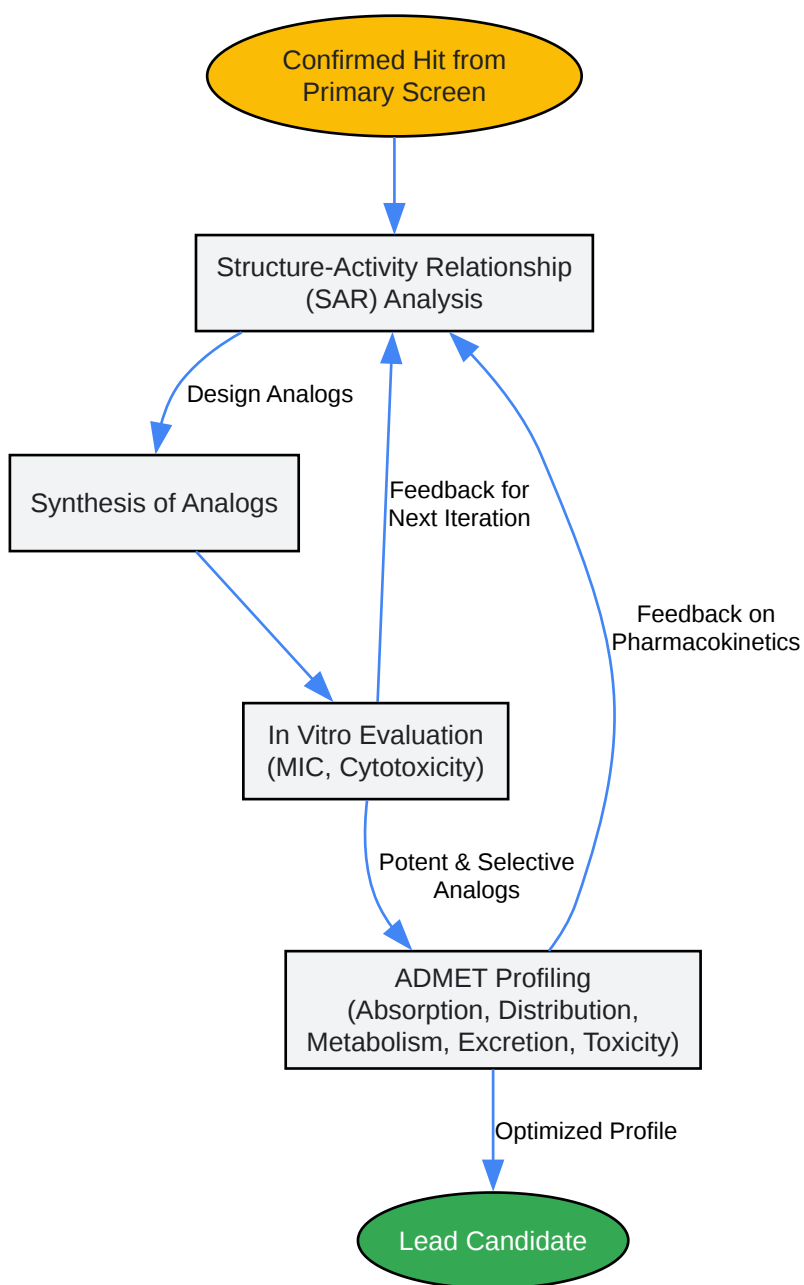 Confirmed Hit from
Primary Screen
Structure-Activity Relationship
(SAR) Analysis
Design Analogs
Synthesis of Analogs
Feedback for
Next Iteration
Feedback on
Pharmacokinetics
In Vitro Evaluation
(MIC, Cytotoxicity)
Potent & Selective
Analogs
ADMET Profiling
(Absorption, Distribution,
Metabolism, Excretion, Toxicity)
Optimized Profile
Lead Candidate